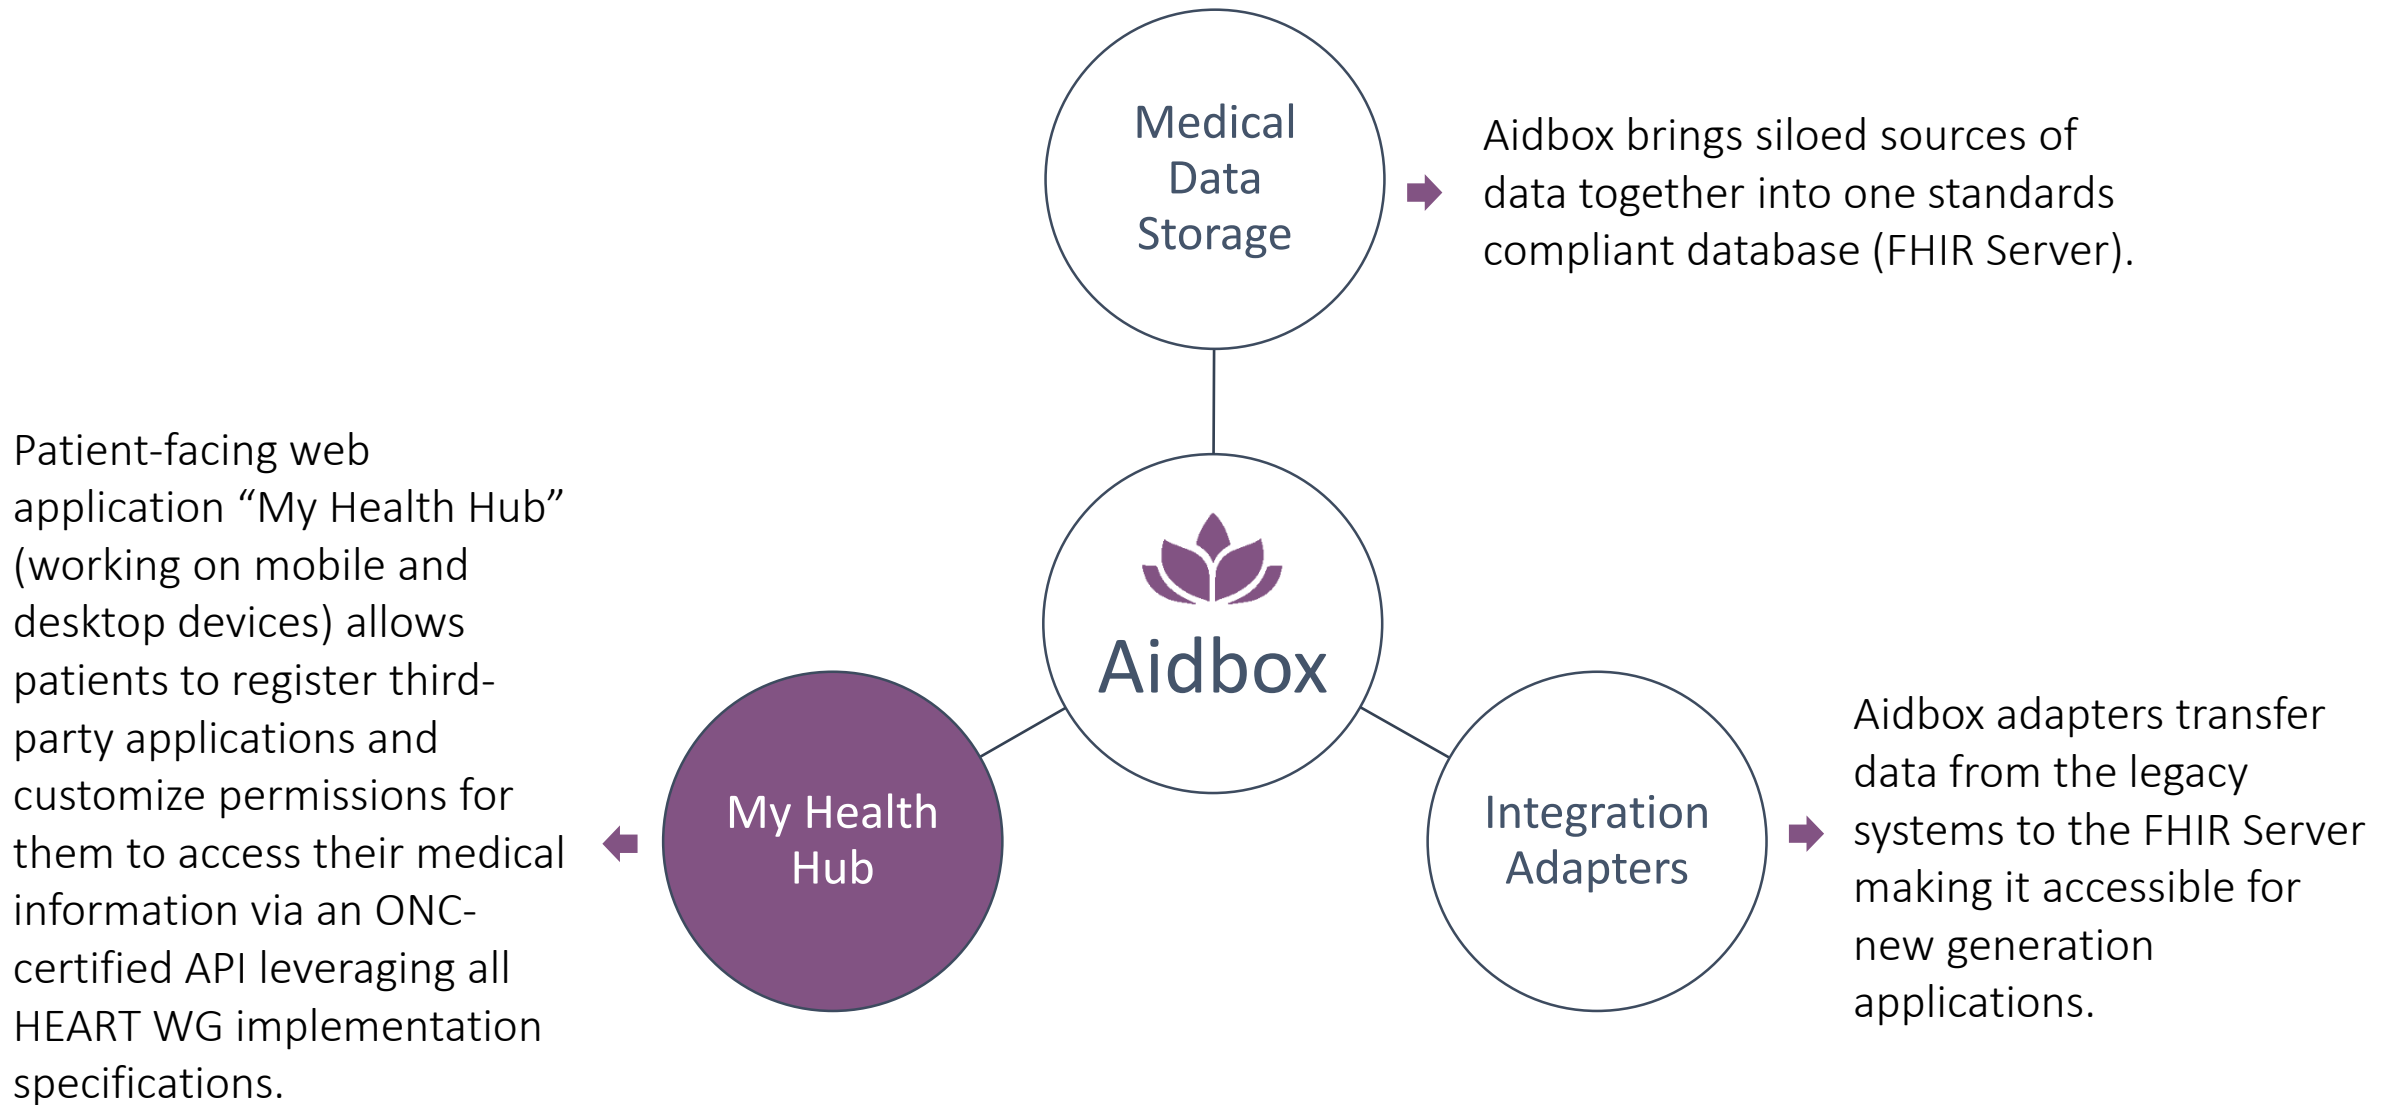 Medical
Data
Storage
Aidbox brings siloed sources of
data together into one standards
compliant database (FHIR Server).
Patient-facing web
application “My Health Hub”
(working on mobile and
desktop devices) allows
patients to register third-
party applications and
customize permissions for
them to access their medical
information via an ONC-
certified API leveraging all
HEART WG implementation
specifications.
Aidbox
My Health
Hub
Integration
Adapters
Aidbox adapters transfer
data from the legacy
systems to the FHIR Server
making it accessible for
new generation
applications.